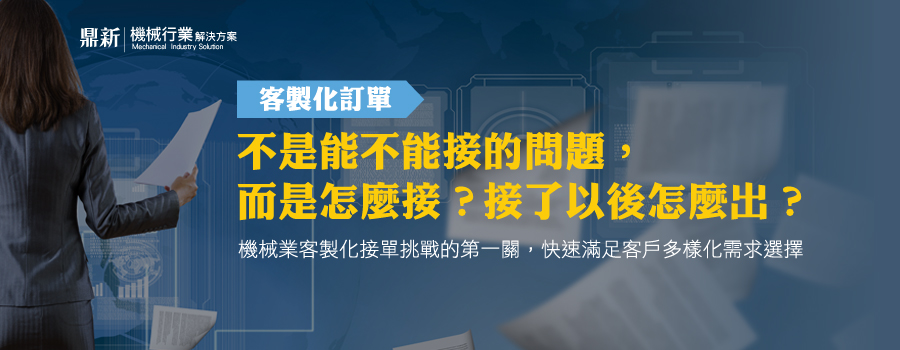 鼎新 機械行業解決方案
Mechanical Industry Solution
客製化訂單
不是能不能接的問題，
而是怎麼接？接了以後怎麼出？
機械業客製化接單挑戰的第一關，快速滿足客戶多樣化需求選擇